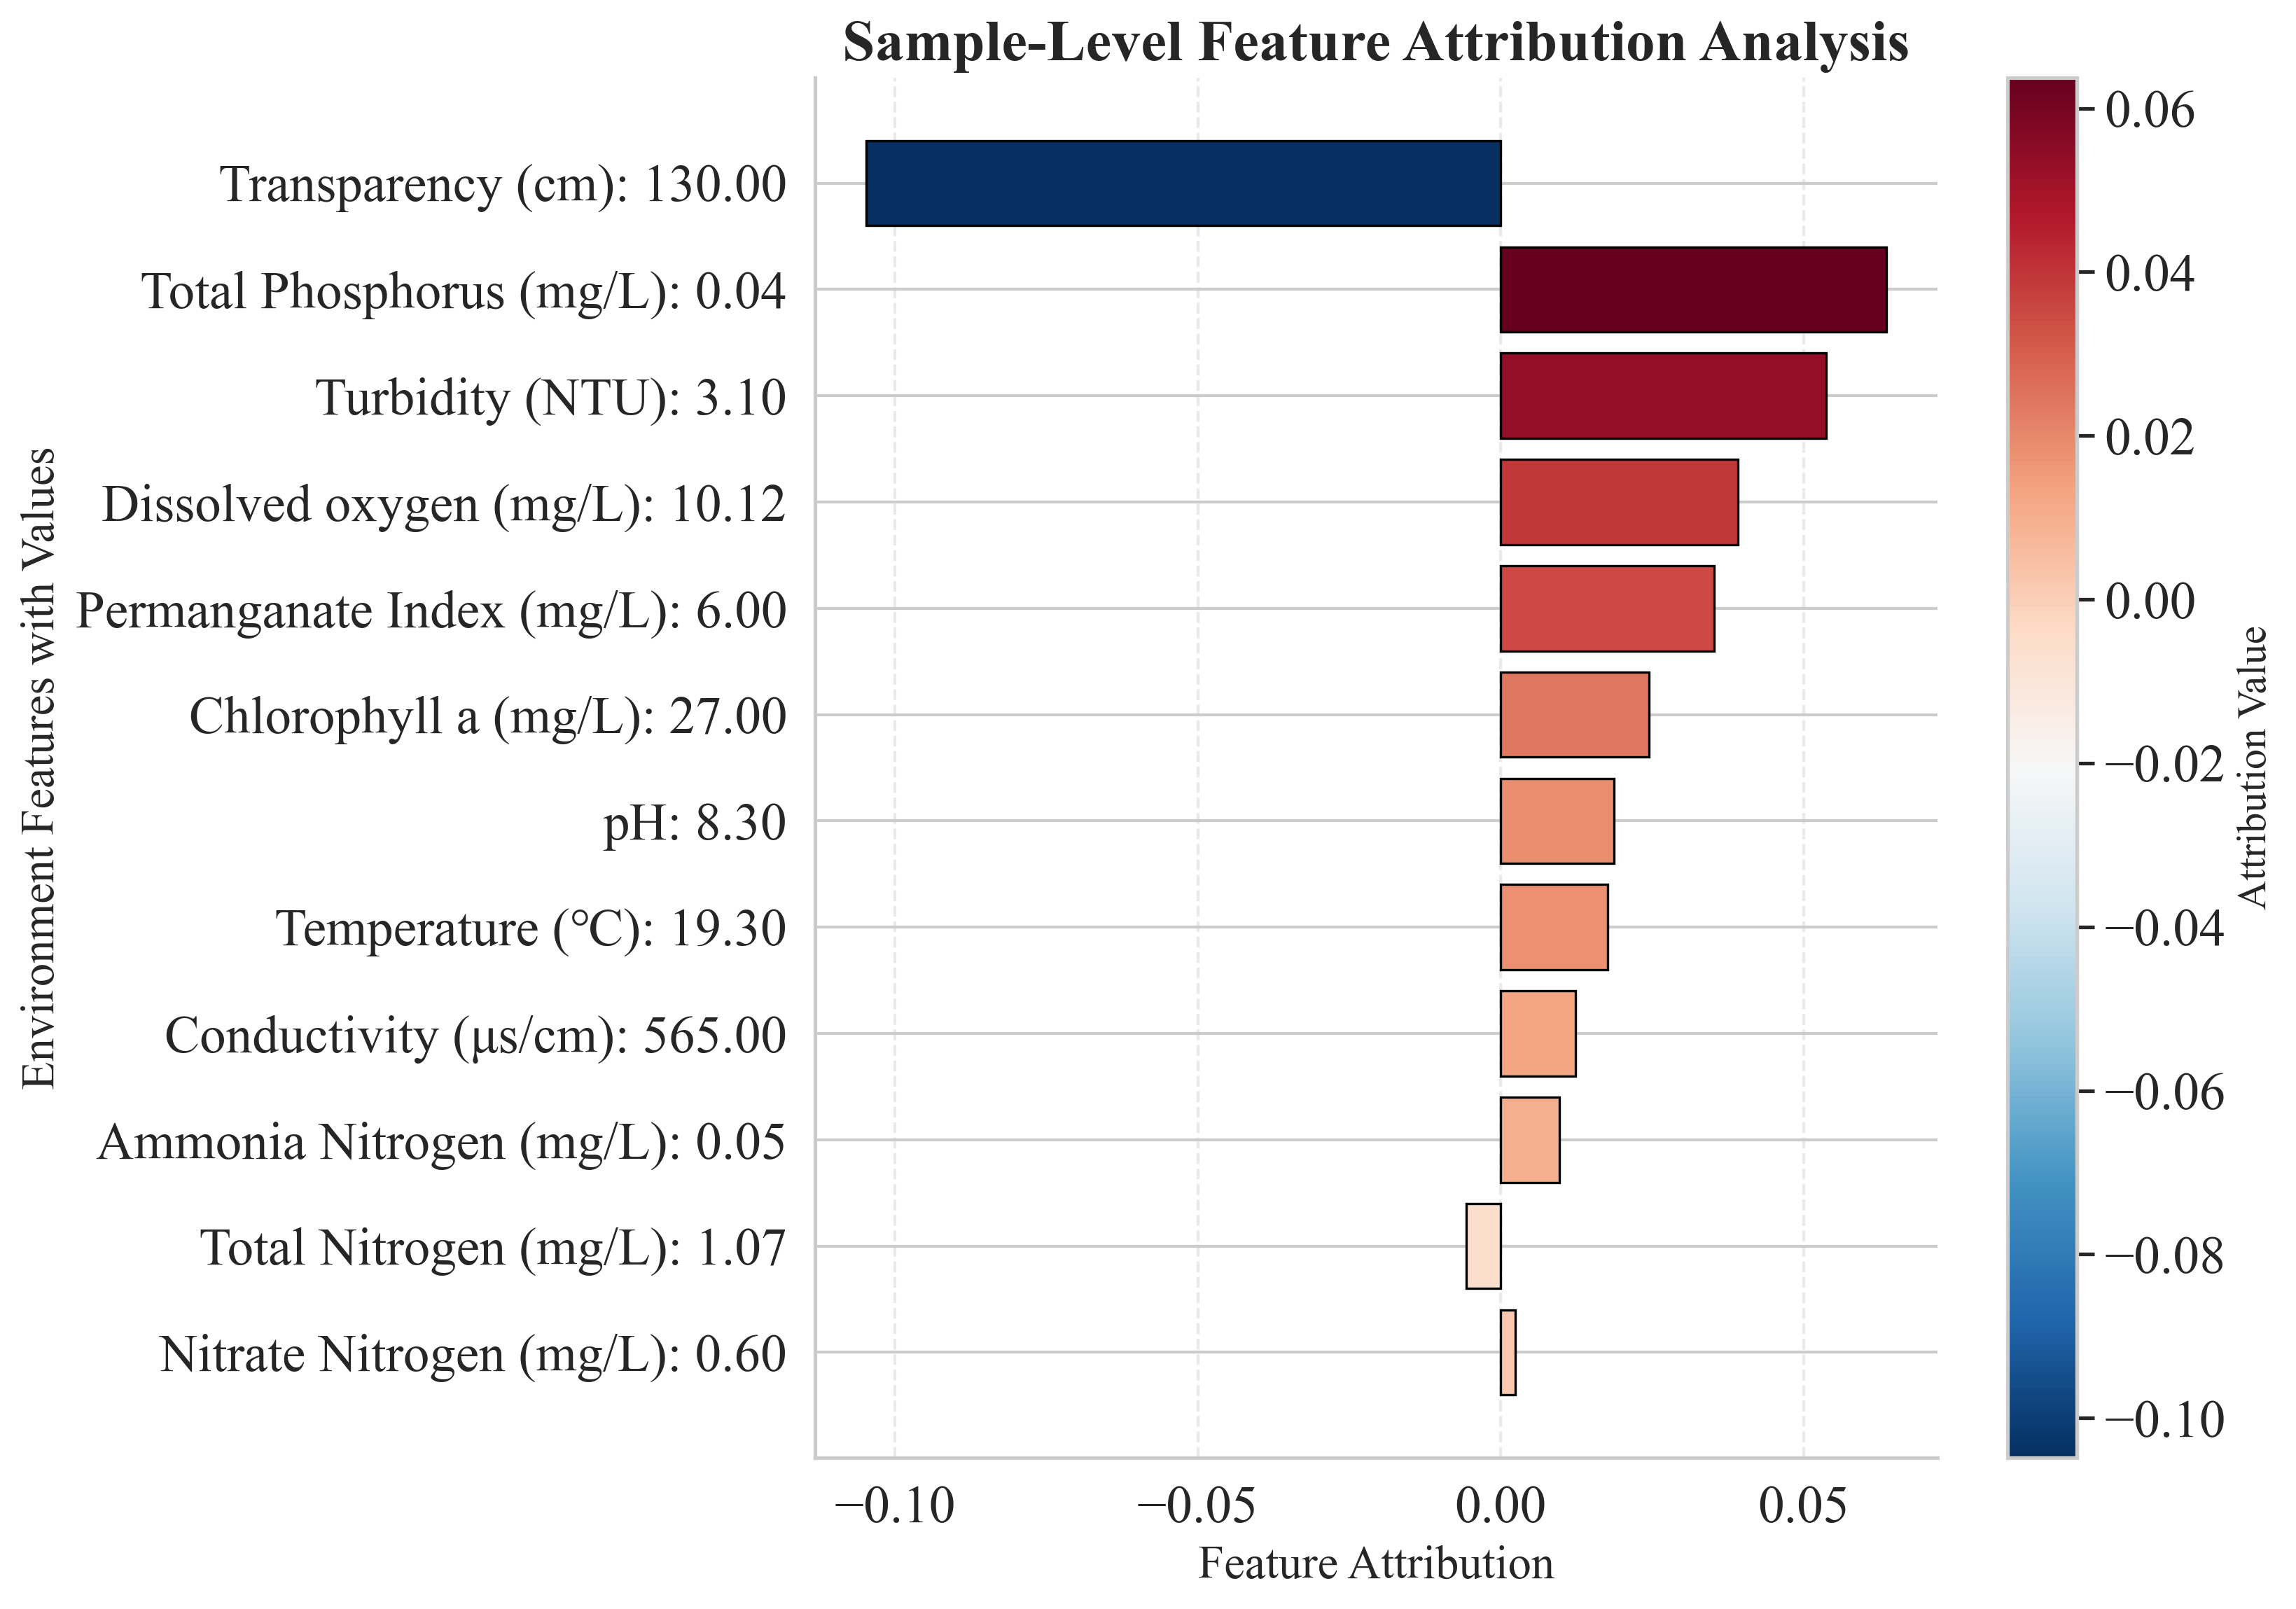 Sample-Level Feature Attribution Analysis
Environment Features with Values
Transparency (cm): 130.00
Total Phosphorus (mg/L): 0.04
Turbidity (NTU): 3.10
Dissolved oxygen (mg/L): 10.12
Permanganate Index (mg/L): 6.00
Chlorophyll a (mg/L): 27.00
pH: 8.30
Temperature (°C): 19.30
Conductivity (μs/cm): 565.00
Ammonia Nitrogen (mg/L): 0.05
Total Nitrogen (mg/L): 1.07
Nitrate Nitrogen (mg/L): 0.60
−0.10 −0.05 0.00 0.05
Feature Attribution
0.06
0.04
0.02
0.00
−0.02
−0.04
−0.06
−0.08
−0.10
Attribution Value